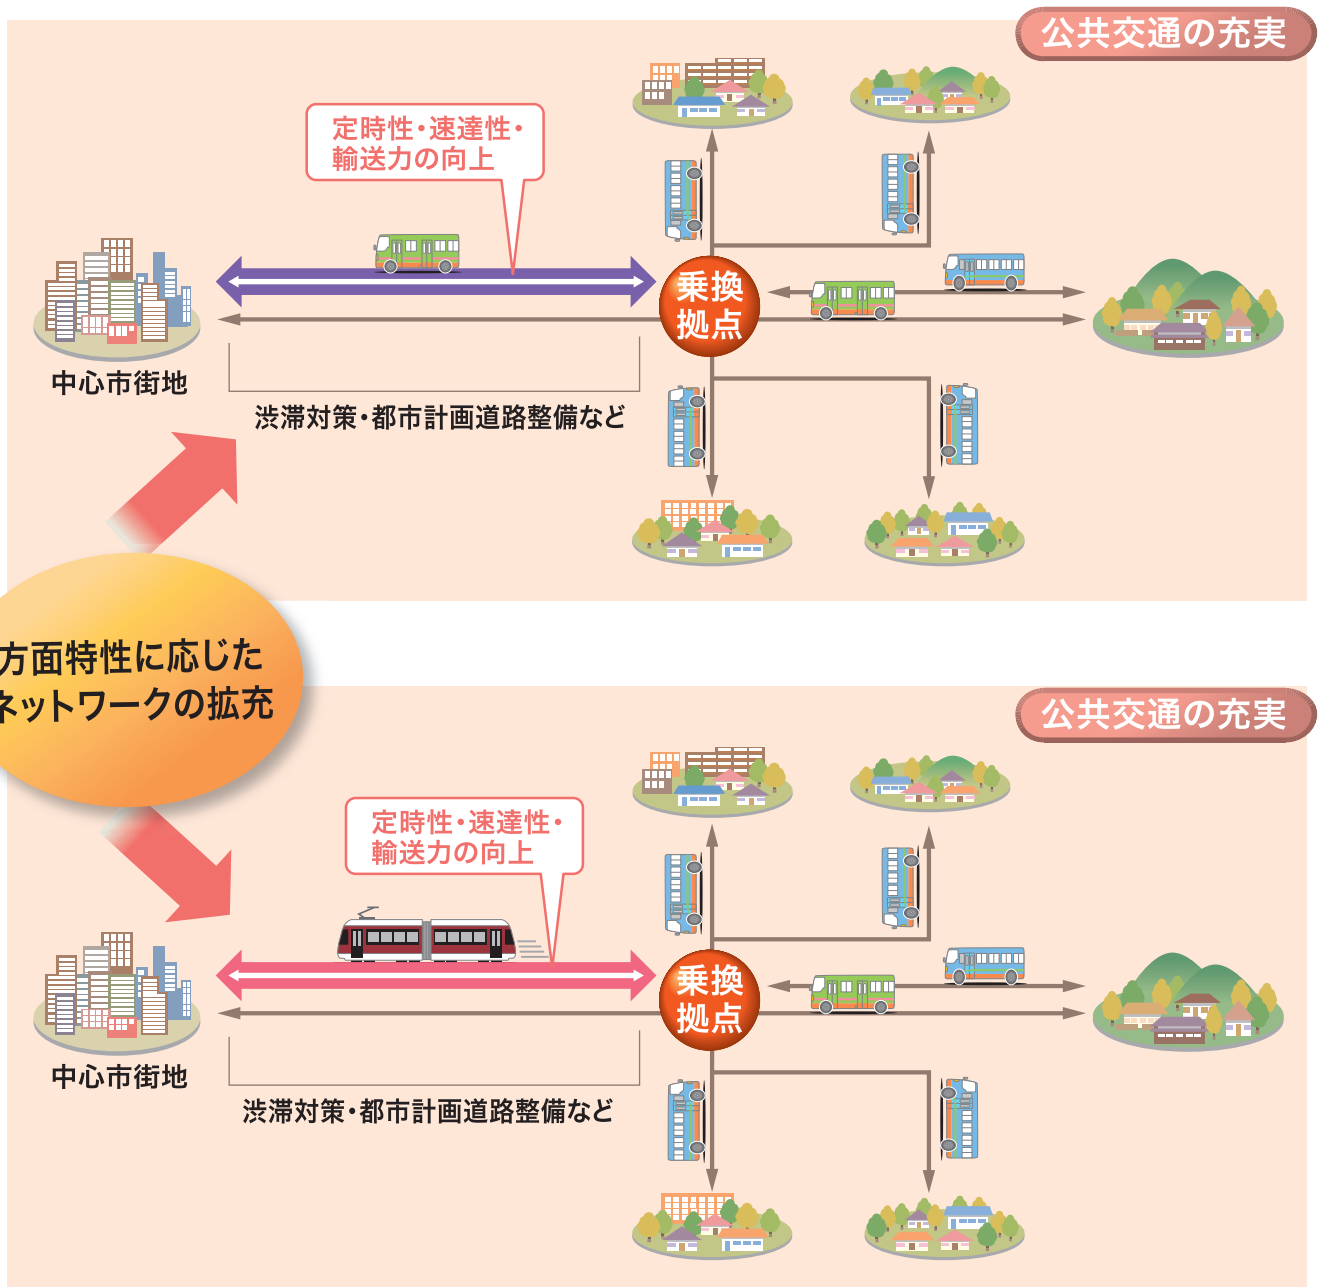 公共交通の充実
定時性・速達性・
輸送力の向上
乗換
拠点
中心市街地
渋滞対策・都市計画道路整備など
方面特性に応じた
ネットワークの拡充
公共交通の充実
定時性・速達性・
輸送力の向上
乗換
拠点
中心市街地
渋滞対策・都市計画道路整備など